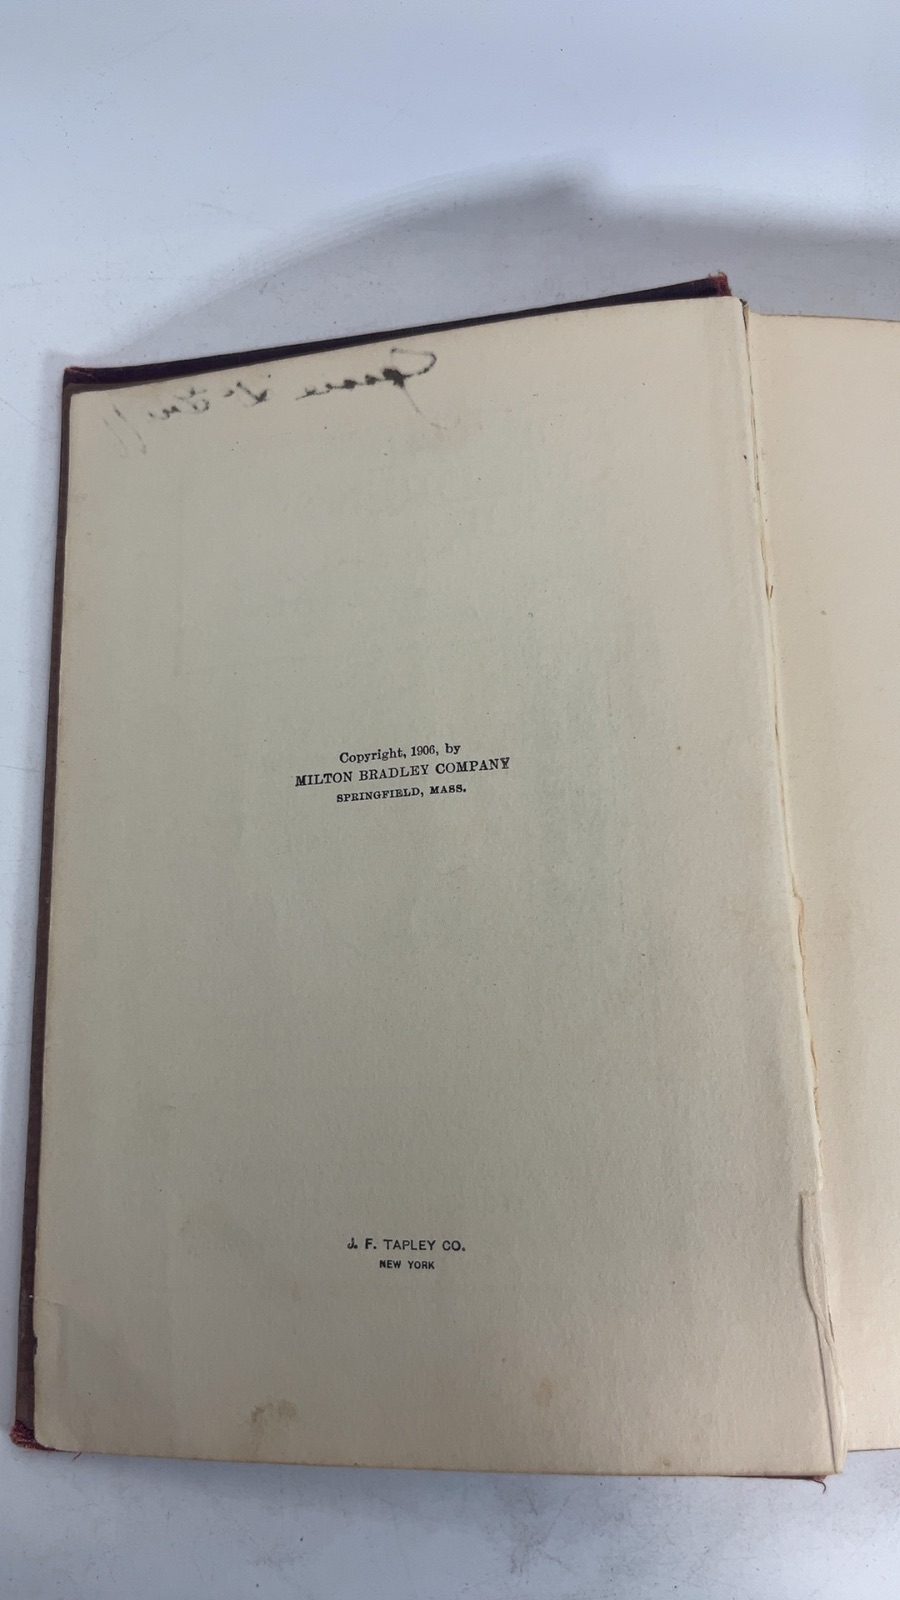 Copyright, 1906, by
MILTON BRADLEY COMPANY
SPRINGFIELD, MASS.
J. F. TAPLEY CO.
NEW YORK